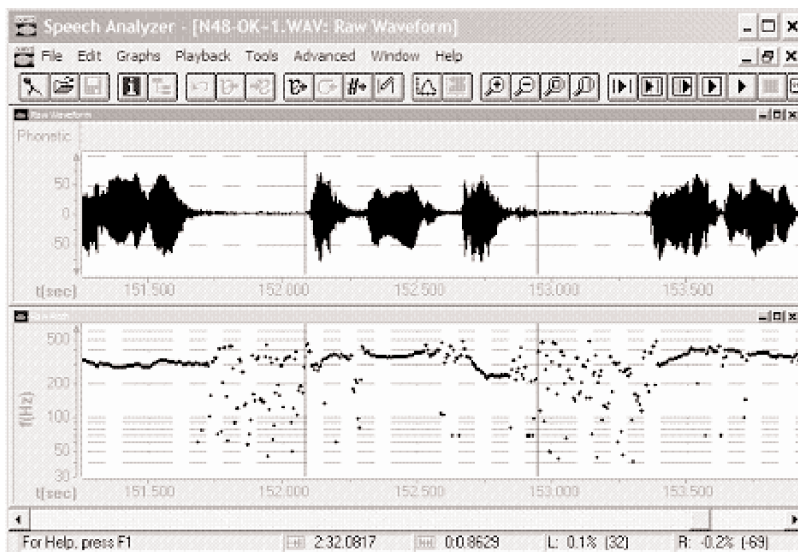 Speech Analyzer - [N48-OK-1.WAV: Raw Waveform]
File Edit Graphs Playback Tools Advanced Window Help
Raw Waveform
Phonetic
50
0
50
t(sec) 151.500 152.000 152.500 153.000 153.500
500
200
f(Hz)
100
50
30
t(sec) 151.500 152.000 152.500 153.000 153.500
For Help, press F1 2:32.0817 0:0.8629 L: 0.1% (32) R: -0.2% (-69)